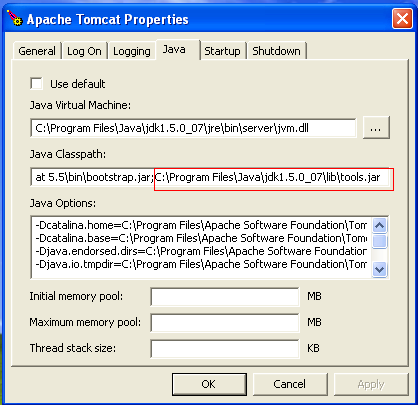 Apache Tomcat Properties
General Log On Logging Java Startup Shutdown
Use default
Java Virtual Machine:
C:\Program Files\Java\jdk1.5.0_07\jre\bin\server\jvm.dll
...
Java Classpath:
at 5.5\bin\bootstrap.jar;C:\Program Files\Java\jdk1.5.0_07\lib\tools.jar
Java Options:
-Dcatalina.home=C:\Program Files\Apache Software Foundation\Tom
-Dcatalina.base=C:\Program Files\Apache Software Foundation\Tomc
-Djava.endorsed.dirs=C:\Program Files\Apache Software Foundation\
-Djava.io.tmpdir=C:\Program Files\Apache Software Foundation\Tom
Initial memory pool: MB
Maximum memory pool: MB
Thread stack size: KB
OK Cancel Apply